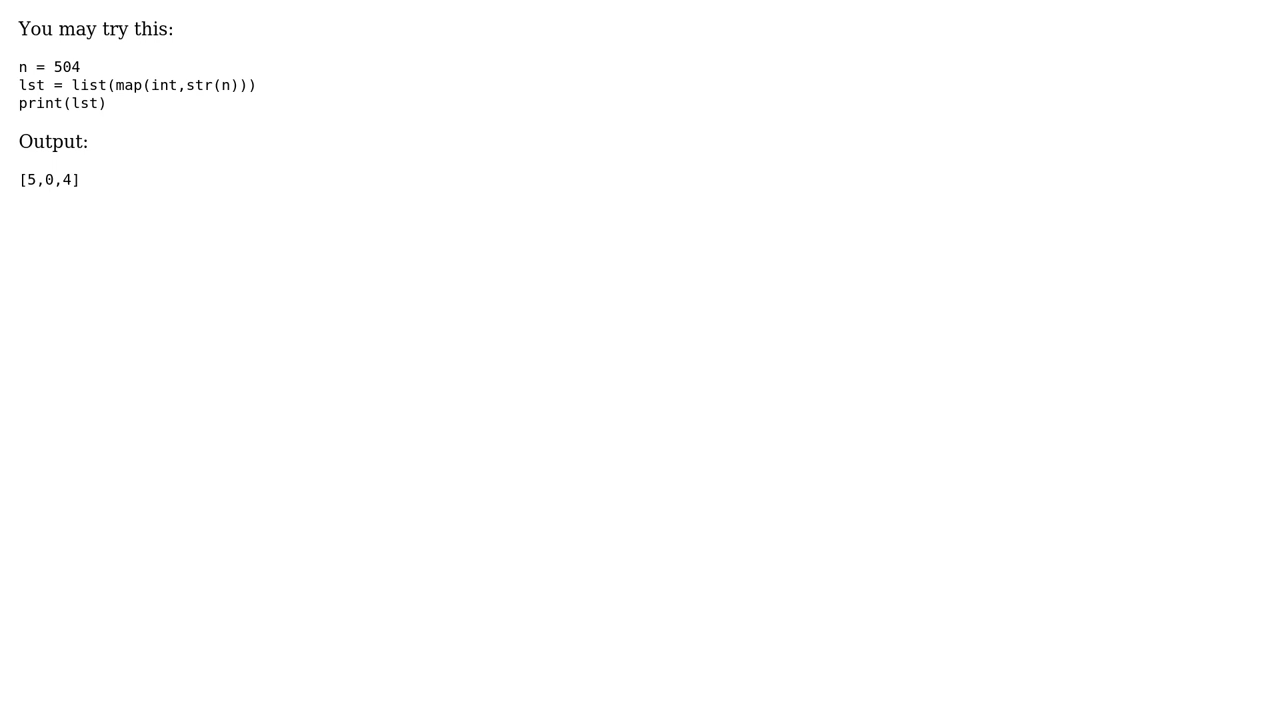 You may try this:
n = 504
lst = list(map(int,str(n)))
print(lst)
Output:
[5,0,4]